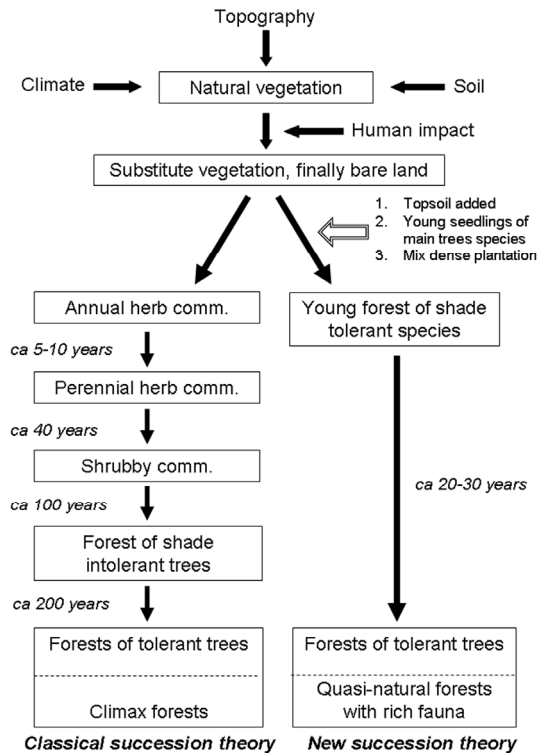 Topography
Climate
Natural vegetation
Soil
Human impact
Substitute vegetation, finally bare land
1. Topsoil added
2. Young seedlings of
main trees species
3. Mix dense plantation
Annual herb comm.
ca 5-10 years
Perennial herb comm.
ca 40 years
Shrubby comm.
ca 100 years
Forest of shade
intolerant trees
ca 200 years
Forests of tolerant trees
Climax forests
Classical succession theory
Young forest of shade
tolerant species
ca 20-30 years
Forests of tolerant trees
Quasi-natural forests
with rich fauna
New succession theory